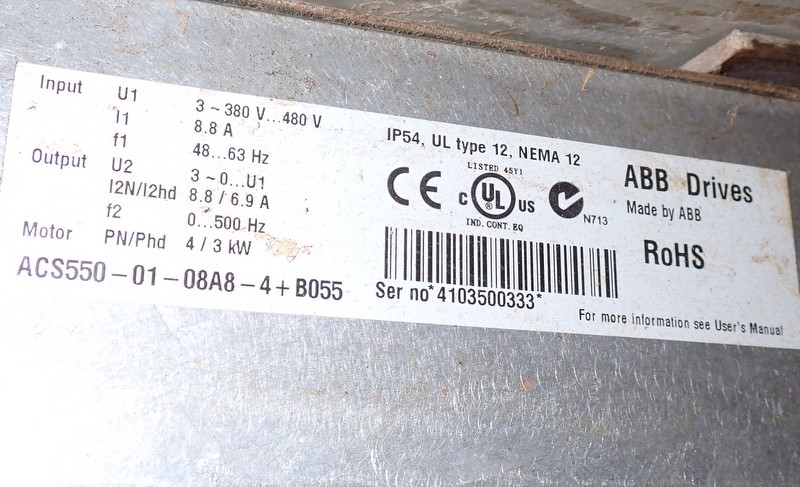 Input U1 3 ~ 380 V...480 V
I1 8.8 A
f1 48...63 Hz
Output U2 3 ~ 0...U1
I2N/I2hd 8.8 / 6.9 A
f2 0...500 Hz
Motor PN/Phd 4 / 3 kW
ACS550-01-08A8-4+B055
IP54, UL type 12, NEMA 12
LISTED 45Y1
CE
C UL US
N713
IND. CONT. EQ
Ser no*4103500333*
ABB Drives
Made by ABB
RoHS
For more information see User's Manual